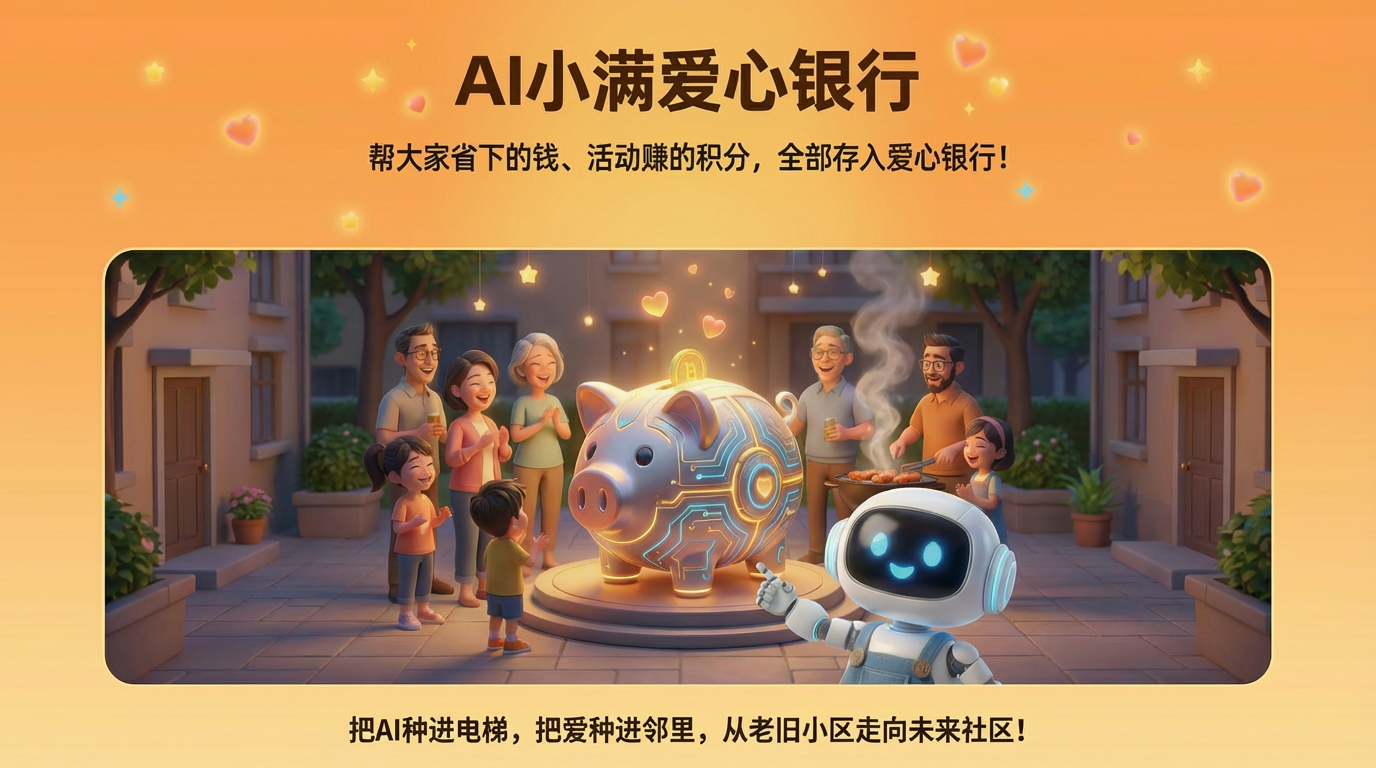 AI小满爱心银行
帮大家省下的钱、活动赚的积分，全部存入爱心银行！
把AI种进电梯，把爱种进邻里，从老旧小区走向未来社区！